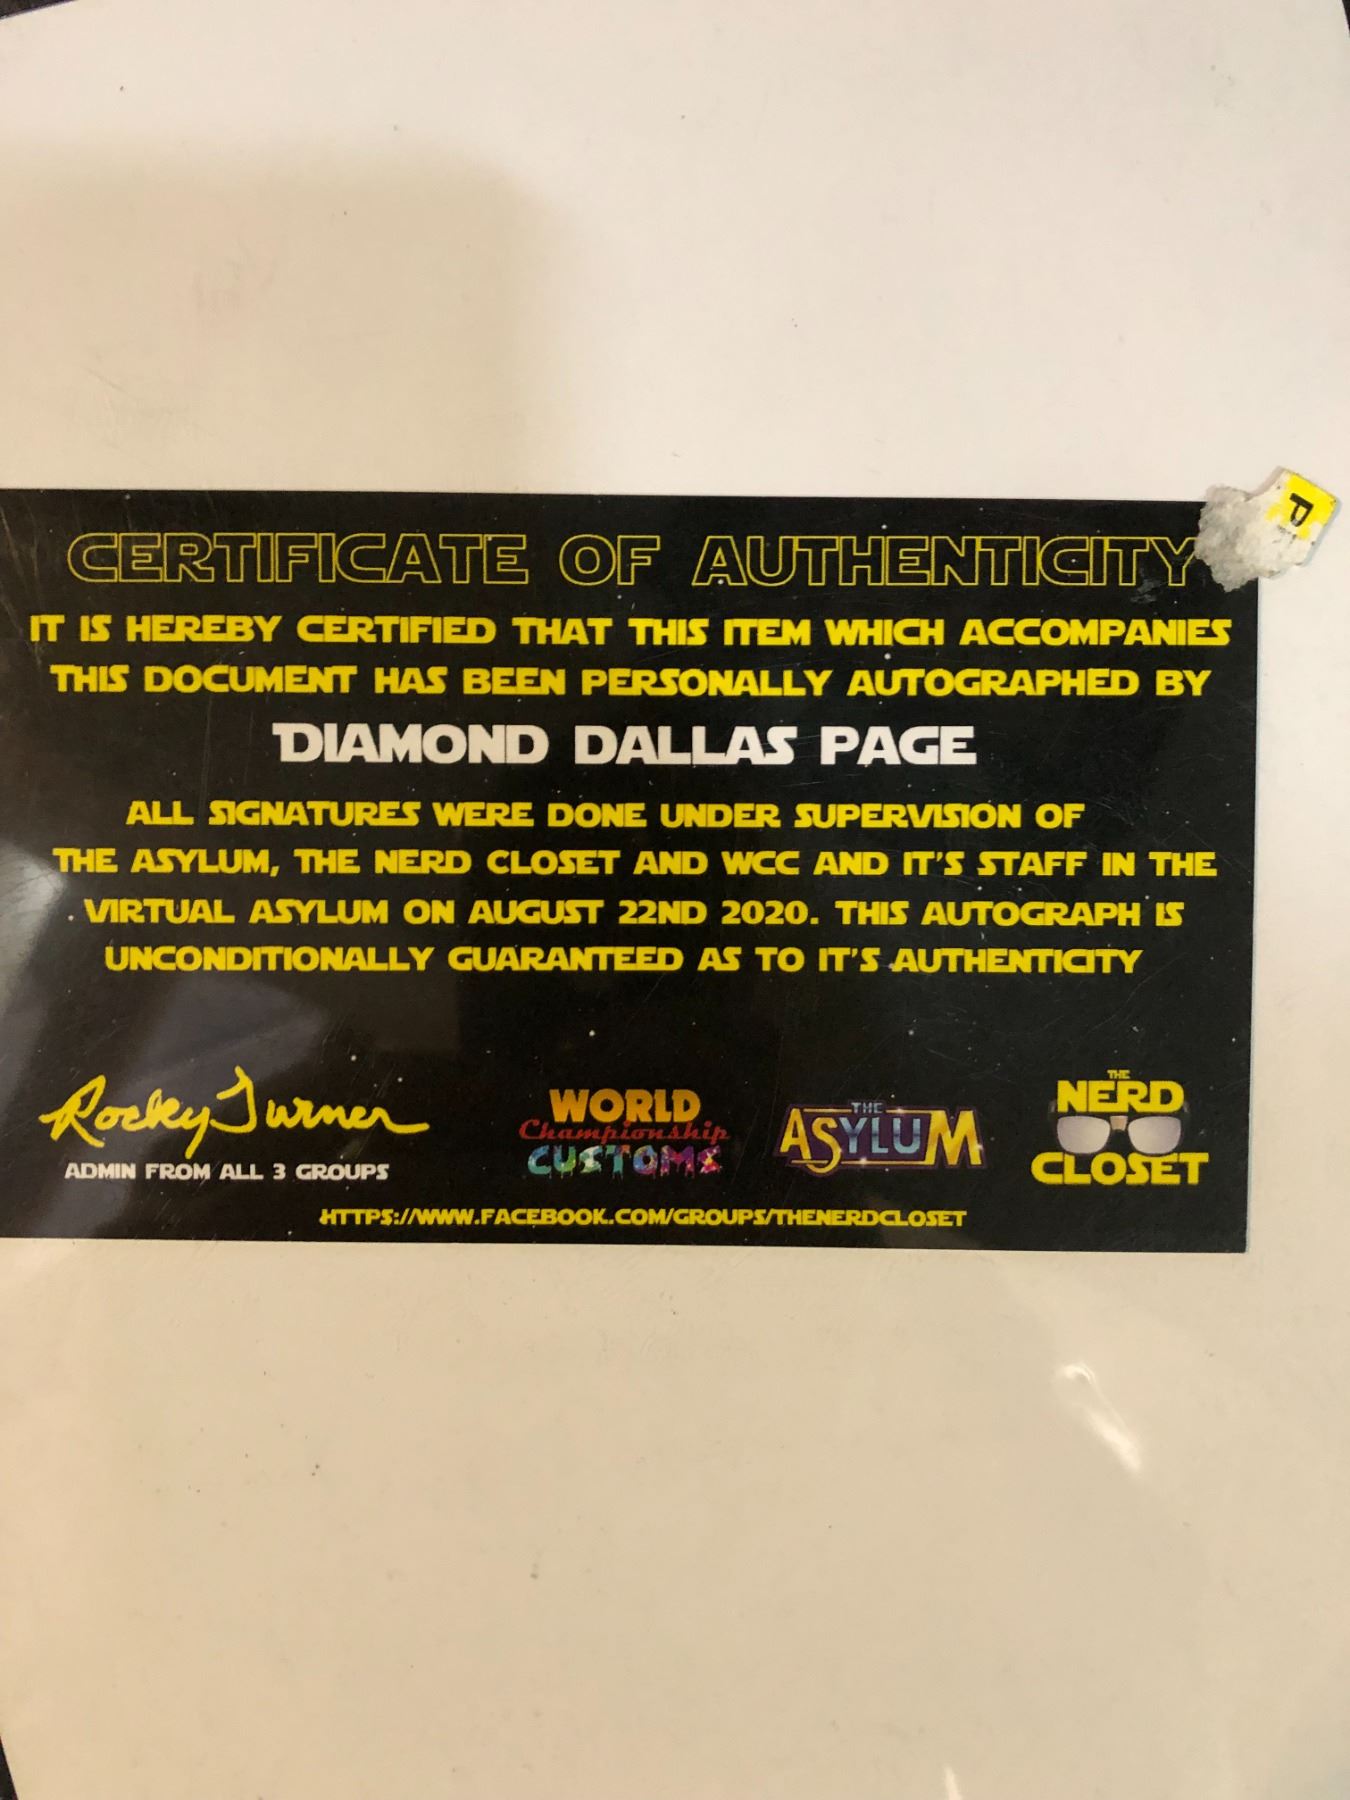 P
CERTIFICATE OF AUTHENTICITY
IT IS HEREBY CERTIFIED THAT THIS ITEM WHICH ACCOMPANIES
THIS DOCUMENT HAS BEEN PERSONALLY AUTOGRAPHED BY
DIAMOND DALLAS PAGE
ALL SIGNATURES WERE DONE UNDER SUPERVISION OF
THE ASYLUM, THE NERD CLOSET AND WCC AND IT'S STAFF IN THE
VIRTUAL ASYLUM ON AUGUST 22ND 2020. THIS AUTOGRAPH IS
UNCONDITIONALLY GUARANTEED AS TO IT'S AUTHENTICITY
Rocky Turner
ADMIN FROM ALL 3 GROUPS
WORLD
Championship
CUSTOMS
THE
ASYLUM
THE
NERD
CLOSET
HTTPS://WWW.FACEBOOK.COM/GROUPS/THENERDCLOSET